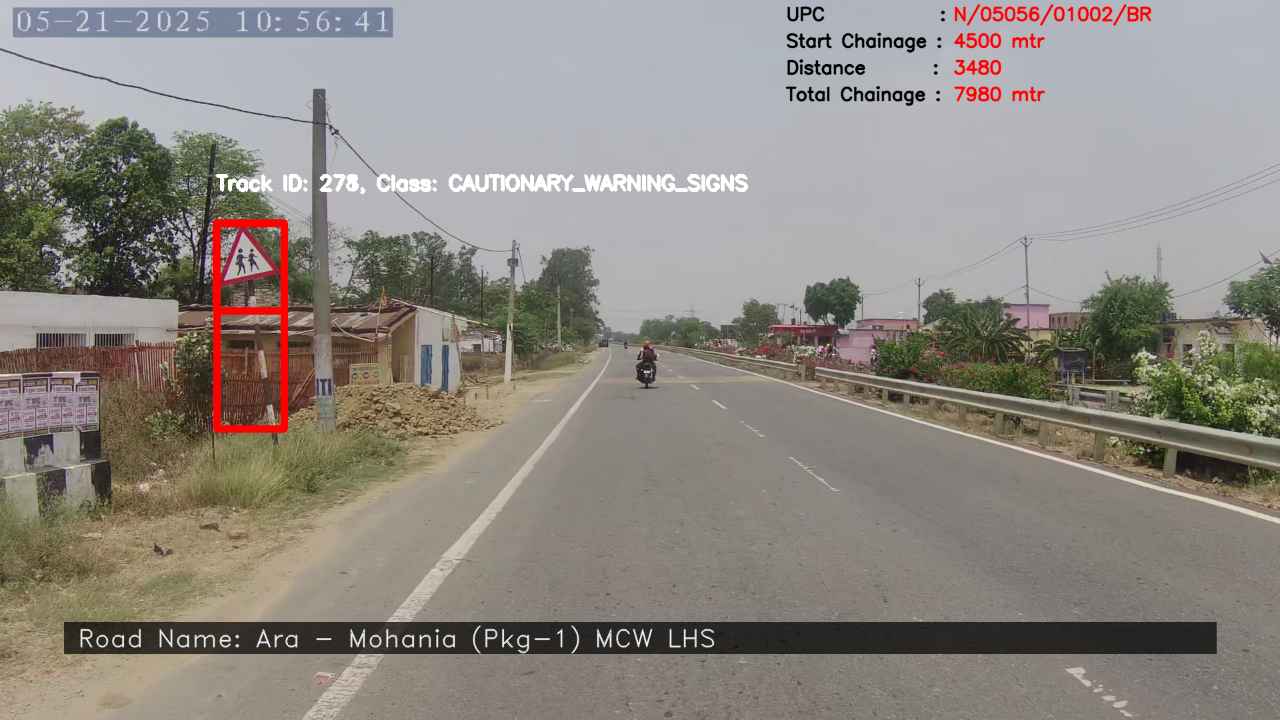 05-21-2025 10:56:41
UPC : N/05056/01002/BR
Start Chainage : 4500 mtr
Distance : 3480
Total Chainage : 7980 mtr
Track ID: 278, Class: CAUTIONARY_WARNING_SIGNS
ITI
Road Name: Ara - Mohania (Pkg-1) MCW LHS